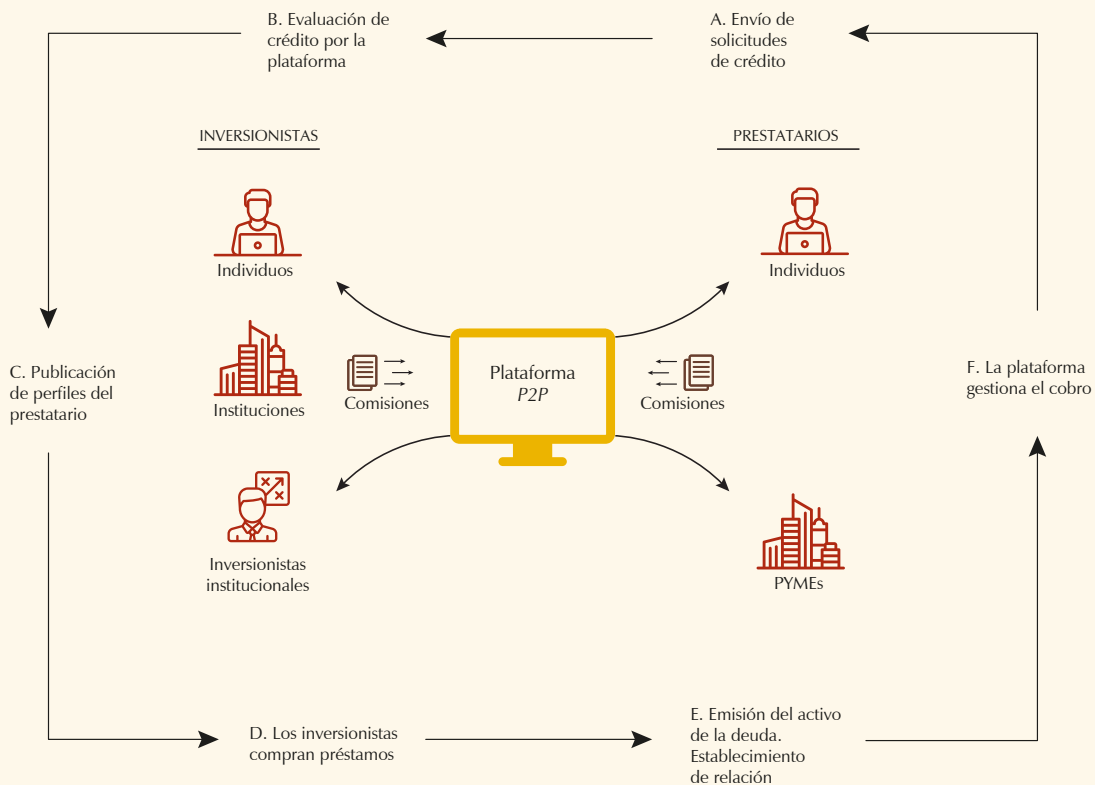 B. Evaluación de
crédito por la
plataforma
A. Envío de
solicitudes
de crédito
INVERSIONISTAS
PRESTATARIOS
Individuos
Individuos
C. Publicación
de perfiles del
prestatario
Instituciones
Comisiones
Plataforma
P2P
Comisiones
F. La plataforma
gestiona el cobro
Inversionistas
institucionales
PYMEs
D. Los inversionistas
compran préstamos
E. Emisión del activo
de la deuda.
Establecimiento
de relación